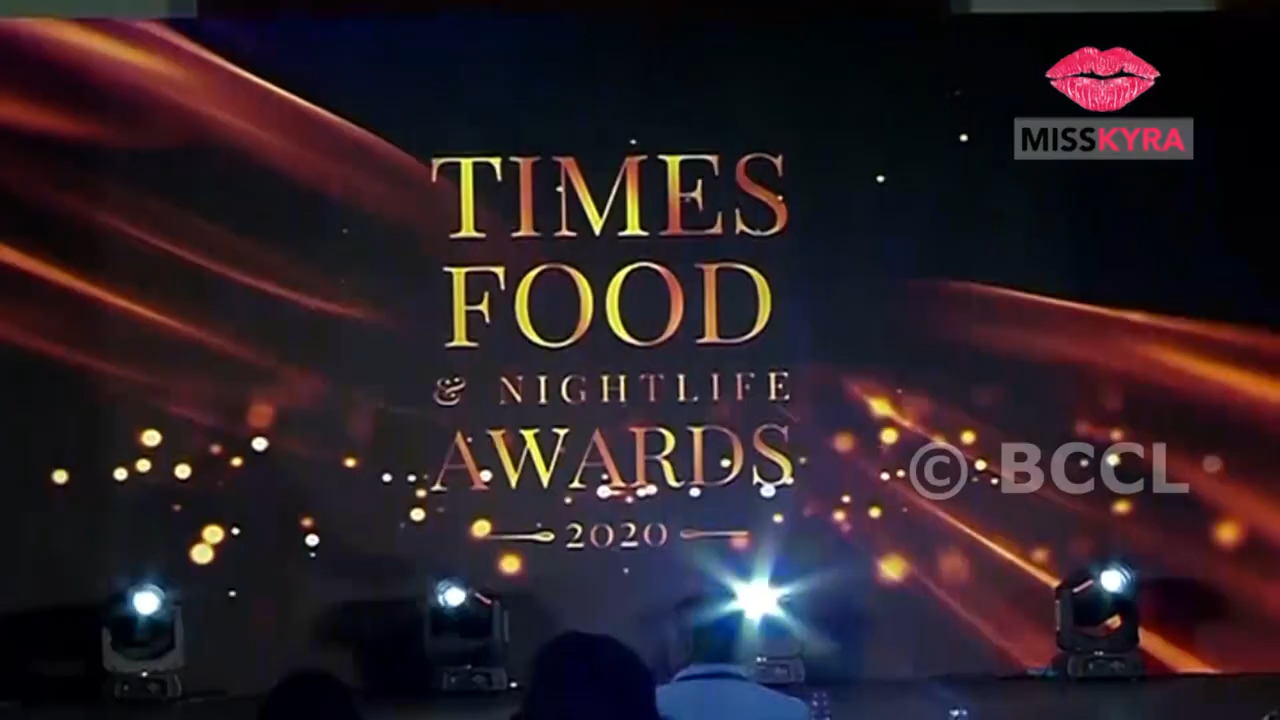 MISSKYRA
TIMES
FOOD
& NIGHTLIFE
AWARDS
2020
© BCCL